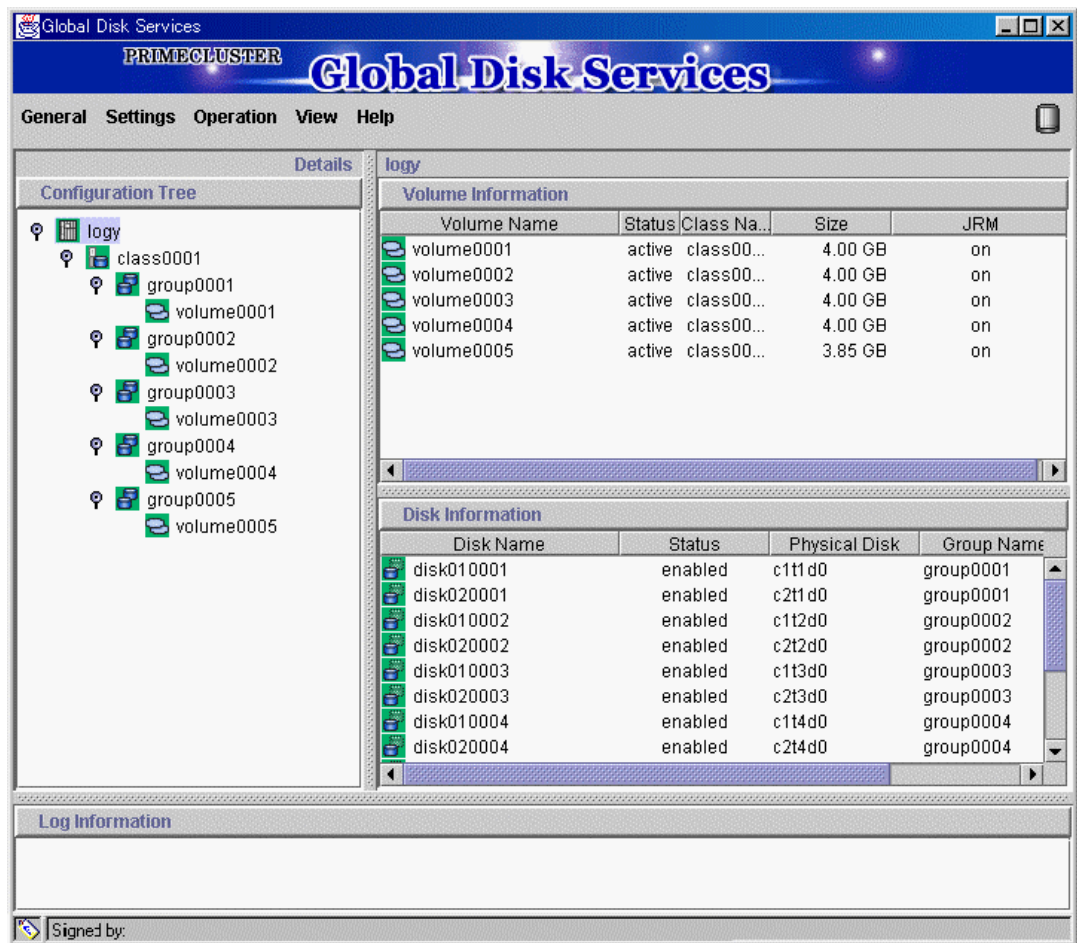 Global Disk Services
PRIMECLUSTER
Global Disk Services
General Settings Operation View Help
Details
Configuration Tree
logy
class0001
group0001
volume0001
group0002
volume0002
group0003
volume0003
group0004
volume0004
group0005
volume0005
logy
Volume Information
Volume Name Status Class Na... Size JRM
volume0001 active class00... 4.00 GB on
volume0002 active class00... 4.00 GB on
volume0003 active class00... 4.00 GB on
volume0004 active class00... 4.00 GB on
volume0005 active class00... 3.85 GB on
Disk Information
Disk Name Status Physical Disk Group Name
disk010001 enabled c1t1d0 group0001
disk020001 enabled c2t1d0 group0001
disk010002 enabled c1t2d0 group0002
disk020002 enabled c2t2d0 group0002
disk010003 enabled c1t3d0 group0003
disk020003 enabled c2t3d0 group0003
disk010004 enabled c1t4d0 group0004
disk020004 enabled c2t4d0 group0004
Log Information
Signed by: